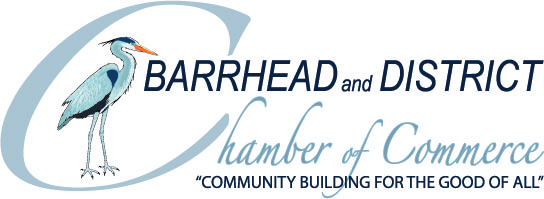 BARRHEAD and DISTRICT
Chamber of Commerce
“COMMUNITY BUILDING FOR THE GOOD OF ALL”